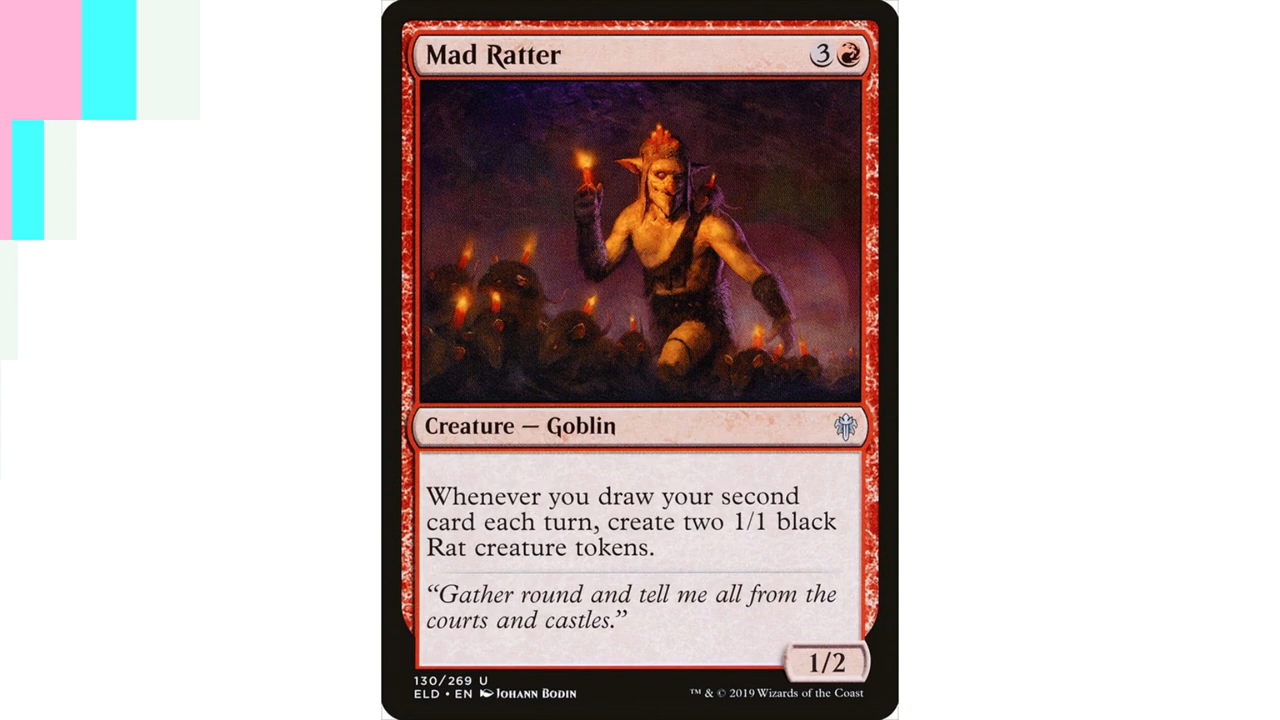 Mad Ratter 3
Creature — Goblin
Whenever you draw your second
card each turn, create two 1/1 black
Rat creature tokens.
“Gather round and tell me all from the
courts and castles.”
1/2
130/269 U
ELD • EN Johann Bodin
™ & © 2019 Wizards of the Coast